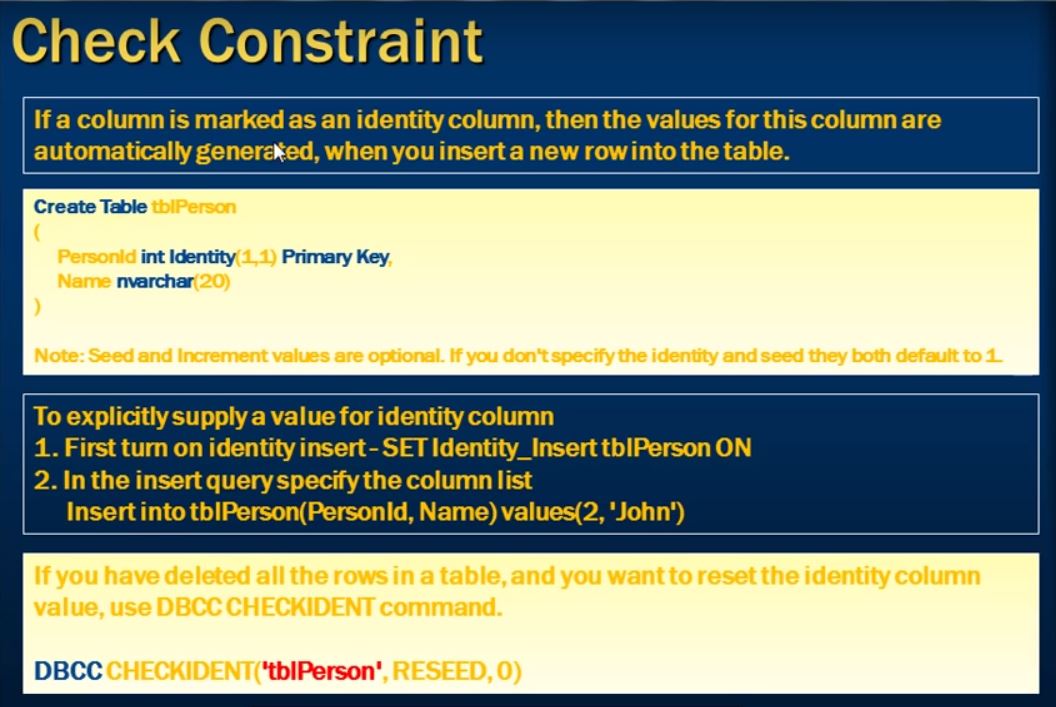 Check Constraint
If a column is marked as an identity column, then the values for this column are
automatically generated, when you insert a new row into the table.
Create Table tblPerson
(
PersonId int Identity(1,1) Primary Key,
Name nvarchar(20)
)
Note: Seed and Increment values are optional. If you don't specify the identity and seed they both default to 1.
To explicitly supply a value for identity column
1. First turn on identity insert - SET Identity_Insert tblPerson ON
2. In the insert query specify the column list
Insert into tblPerson(PersonId, Name) values(2, 'John')
If you have deleted all the rows in a table, and you want to reset the identity column
value, use DBCC CHECKIDENT command.
DBCC CHECKIDENT('tblPerson', RESEED, 0)